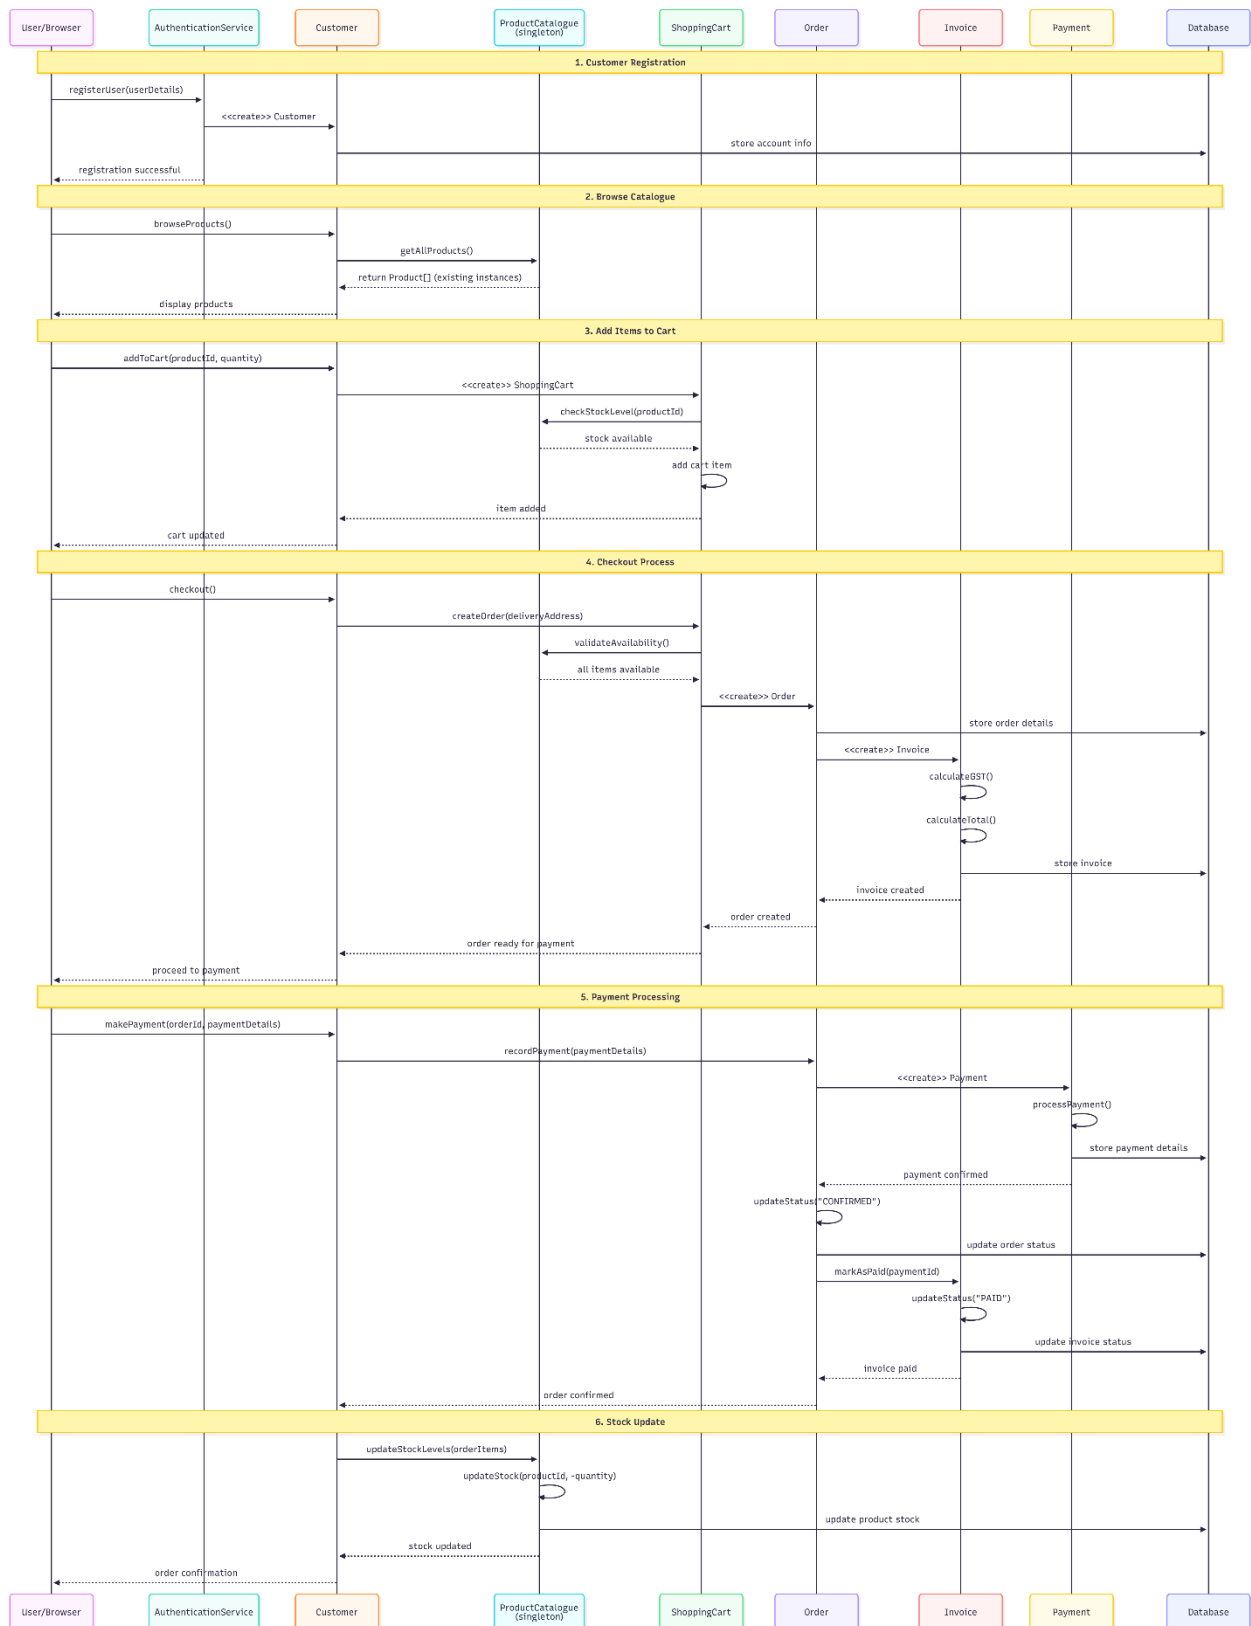 User/Browser
AuthenticationService
Customer
ProductCatalogue
(singleton)
ShoppingCart
Order
Invoice
Payment
Database
1. Customer Registration
registerUser(userDetails)
<<create>> Customer
store account info
registration successful
2. Browse Catalogue
browseProducts()
getAllProducts()
return Product[] (existing instances)
display products
3. Add Items to Cart
addToCart(productId, quantity)
<<create>> ShoppingCart
checkStockLevel(productId)
stock available
add cart item
item added
cart updated
4. Checkout Process
checkout()
createOrder(deliveryAddress)
validateAvailability()
all items available
<<create>> Order
store order details
<<create>> Invoice
calculateGST()
calculateTotal()
store invoice
invoice created
order created
order ready for payment
proceed to payment
5. Payment Processing
makePayment(orderId, paymentDetails)
recordPayment(paymentDetails)
<<create>> Payment
processPayment()
store payment details
payment confirmed
updateStatus("CONFIRMED")
update order status
markAsPaid(paymentId)
updateStatus("PAID")
update invoice status
invoice paid
order confirmed
6. Stock Update
updateStockLevels(orderItems)
updateStock(productId, -quantity)
update product stock
stock updated
order confirmation
User/Browser
AuthenticationService
Customer
ProductCatalogue
(singleton)
ShoppingCart
Order
Invoice
Payment
Database